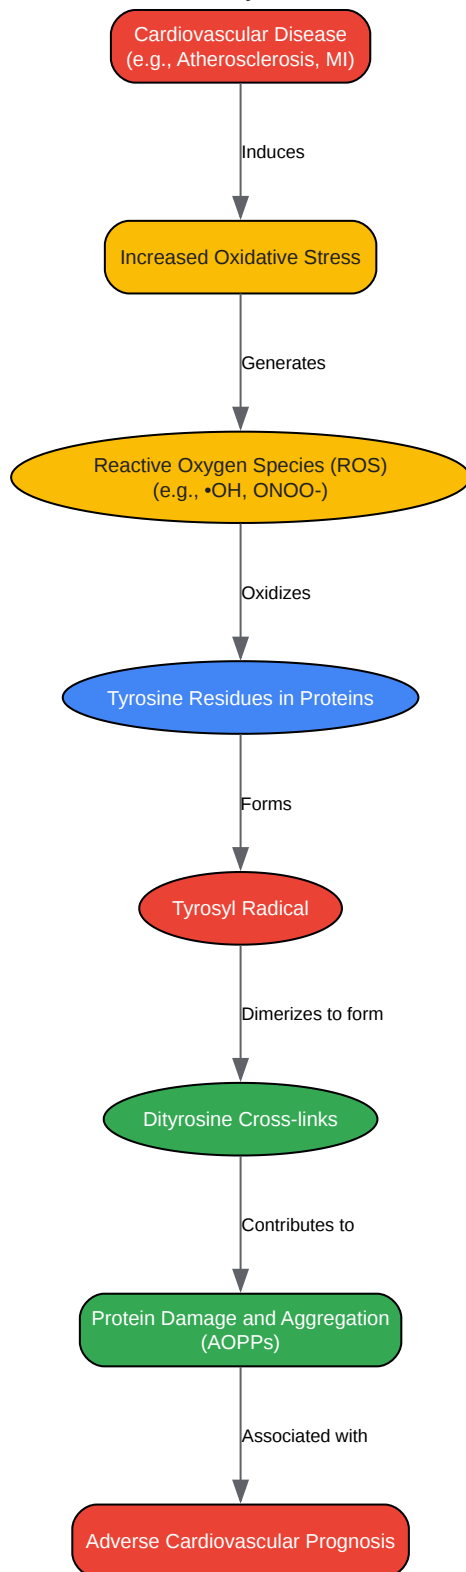 Cardiovascular Disease
(e.g., Atherosclerosis, MI)
Induces
Increased Oxidative Stress
Generates
Reactive Oxygen Species (ROS)
(e.g., •OH, ONOO-)
Oxidizes
Tyrosine Residues in Proteins
Forms
Tyrosyl Radical
Dimerizes to form
Dityrosine Cross-links
Contributes to
Protein Damage and Aggregation
(AOPPs)
Associated with
Adverse Cardiovascular Prognosis